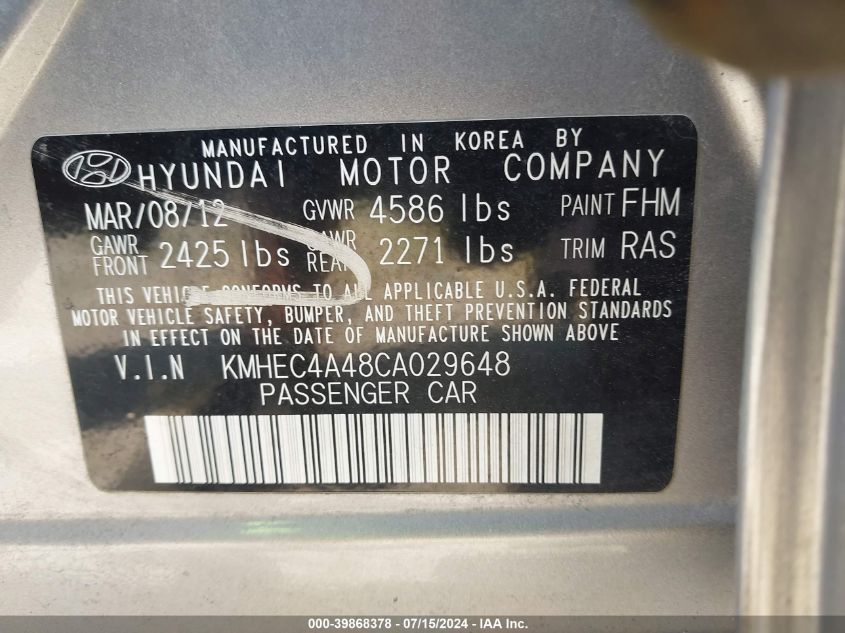 MANUFACTURED IN KOREA BY
HYUNDAI MOTOR COMPANY
MAR/08/12 GVWR 4586 lbs PAINT FHM
GAWR FRONT 2425 lbs GAWR REAR 2271 lbs TRIM RAS
THIS VEHICLE CONFORMS TO ALL APPLICABLE U.S.A. FEDERAL
MOTOR VEHICLE SAFETY, BUMPER, AND THEFT PREVENTION STANDARDS
IN EFFECT ON THE DATE OF MANUFACTURE SHOWN ABOVE
V.I.N KMHEC4A48CA029648
PASSENGER CAR
000-39868378 - 07/15/2024 - IAA Inc.